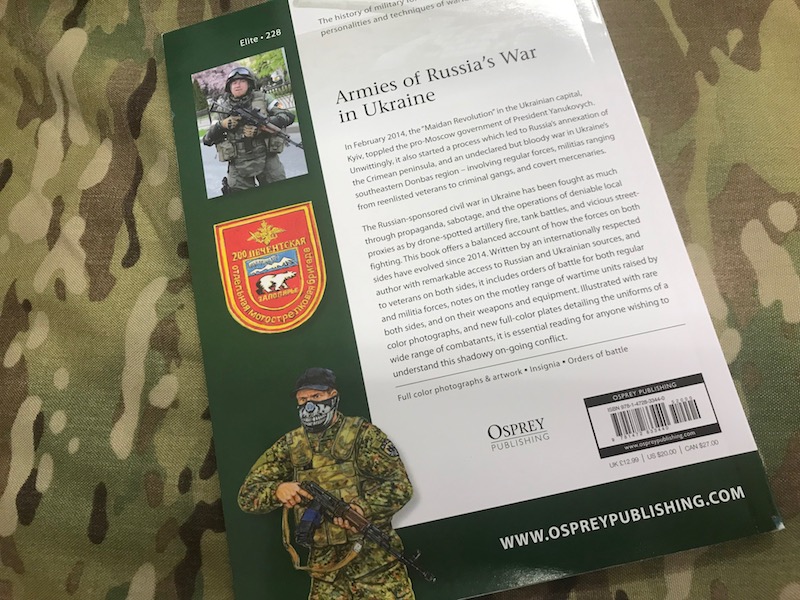 The history of military
personalities and techniques of
Elite • 228
Armies of Russia's War
in Ukraine
In February 2014, the "Maidan Revolution" in the Ukrainian capital,
Kyiv, toppled the pro-Moscow government of President Yanukovych.
Unwittingly, it also started a process which led to Russia's annexation of
the Crimean peninsula, and an undeclared but bloody war in Ukraine's
southeastern Donbas region – involving regular forces, militias ranging
from reenlisted veterans to criminal gangs, and covert mercenaries.
The Russian-sponsored civil war in Ukraine has been fought as much
through propaganda, sabotage, and the operations of deniable local
proxies as by drone-spotted artillery fire, tank battles, and vicious street-
fighting. This book offers a balanced account of how the forces on both
sides have evolved since 2014. Written by an internationally respected
author with remarkable access to Russian and Ukrainian sources, and
to veterans on both sides, it includes orders of battle for both regular
and militia forces, notes on the motley range of wartime units raised by
both sides, and on their weapons and equipment. Illustrated with rare
color photographs, and new full-color plates detailing the uniforms of a
wide range of combatants, it is essential reading for anyone wishing to
understand this shadowy on-going conflict.
Full color photographs & artwork • Insignia • Orders of battle
200 ПЕЧЕНГСКАЯ
ЗАПОЛЯРЬЕ
отдельная мотострелковая бригада
OSPREY
PUBLISHING
OSPREY PUBLISHING
ISBN 978-1-4728-3344-0
www.ospreypublishing.com
UK £12.99 | US $20.00 | CAN $27.00
WWW.OSPREYPUBLISHING.COM